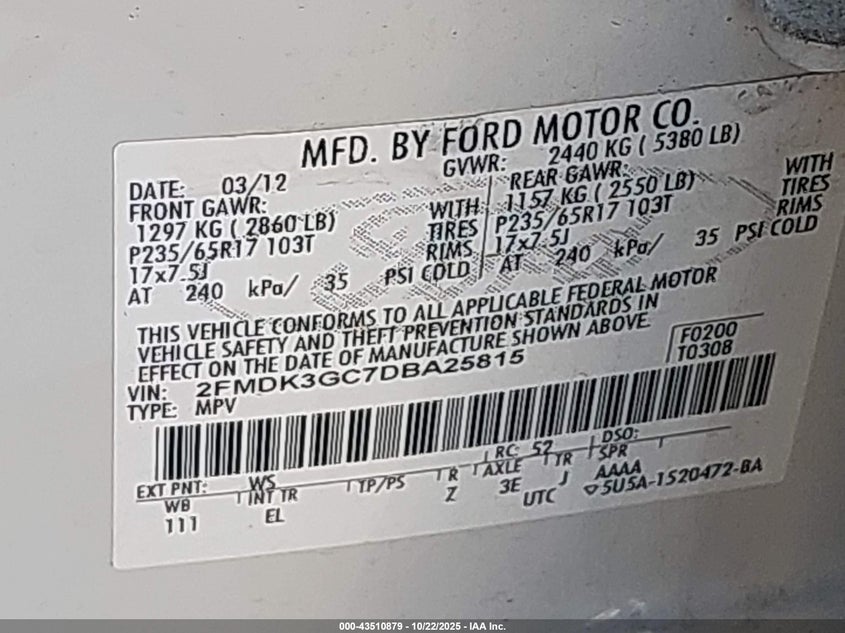 MFD. BY FORD MOTOR CO.
DATE: 03/12
GVWR: 2440 KG ( 5380 LB)
FRONT GAWR:
1297 KG ( 2860 LB)
P235/65R17 103T
17x7.5J
AT 240 kPa/ 35 PSI COLD
WITH
TIRES
RIMS
REAR GAWR:
1157 KG ( 2550 LB)
P235/65R17 103T
17x7.5J
AT 240 kPa/ 35 PSI COLD
WITH
TIRES
RIMS
THIS VEHICLE CONFORMS TO ALL APPLICABLE FEDERAL MOTOR
VEHICLE SAFETY AND THEFT PREVENTION STANDARDS IN
EFFECT ON THE DATE OF MANUFACTURE SHOWN ABOVE.
VIN: 2FMDK3GC7DBA25815
TYPE: MPV
F0200
T0308
EXT PNT: WS RC: 52 DSO:
WB INT TR TP/PS R AXLE TR SPR
111 EL Z 3E J AAAA
UTC ▽5U5A-1520472-BA
000-43510879 - 10/22/2025 - IAA Inc.